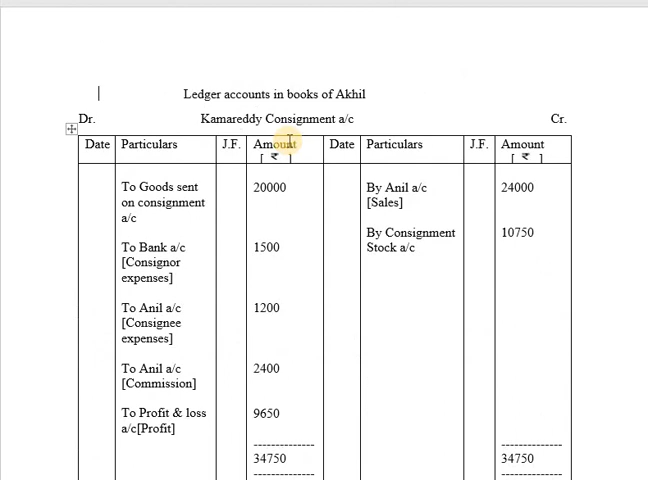 Ledger accounts in books of Akhil
Dr. Kamareddy Consignment a/c Cr.
Date Particulars J.F. Amount Date Particulars J.F. Amount
[ ₹ ] [ ₹ ]
To Goods sent 20000 By Anil a/c 24000
on consignment [Sales]
a/c
By Consignment 10750
To Bank a/c 1500 Stock a/c
[Consignor
expenses]
To Anil a/c 1200
[Consignee
expenses]
To Anil a/c 2400
[Commission]
To Profit & loss 9650
a/c[Profit]
-------------- --------------
34750 34750
-------------- --------------